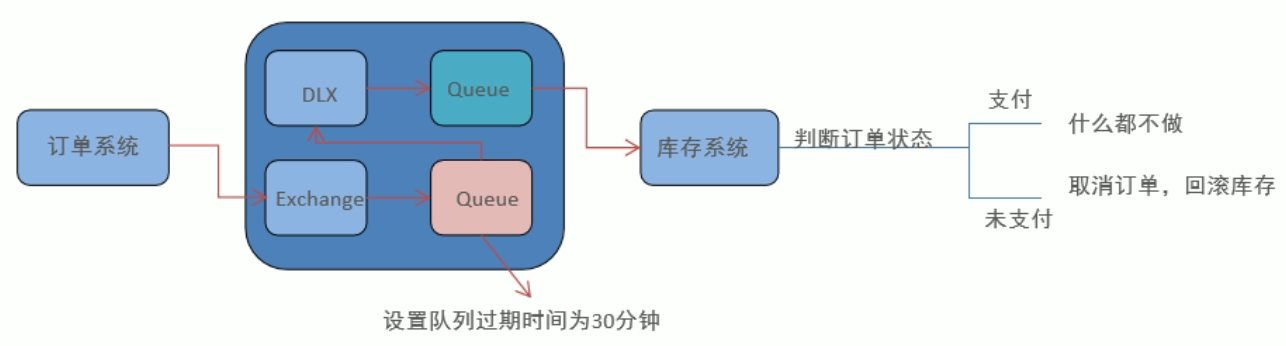 订单系统
DLX
Queue
Exchange
Queue
设置队列过期时间为30分钟
库存系统
判断订单状态
支付
什么都不做
取消订单，回滚库存
未支付